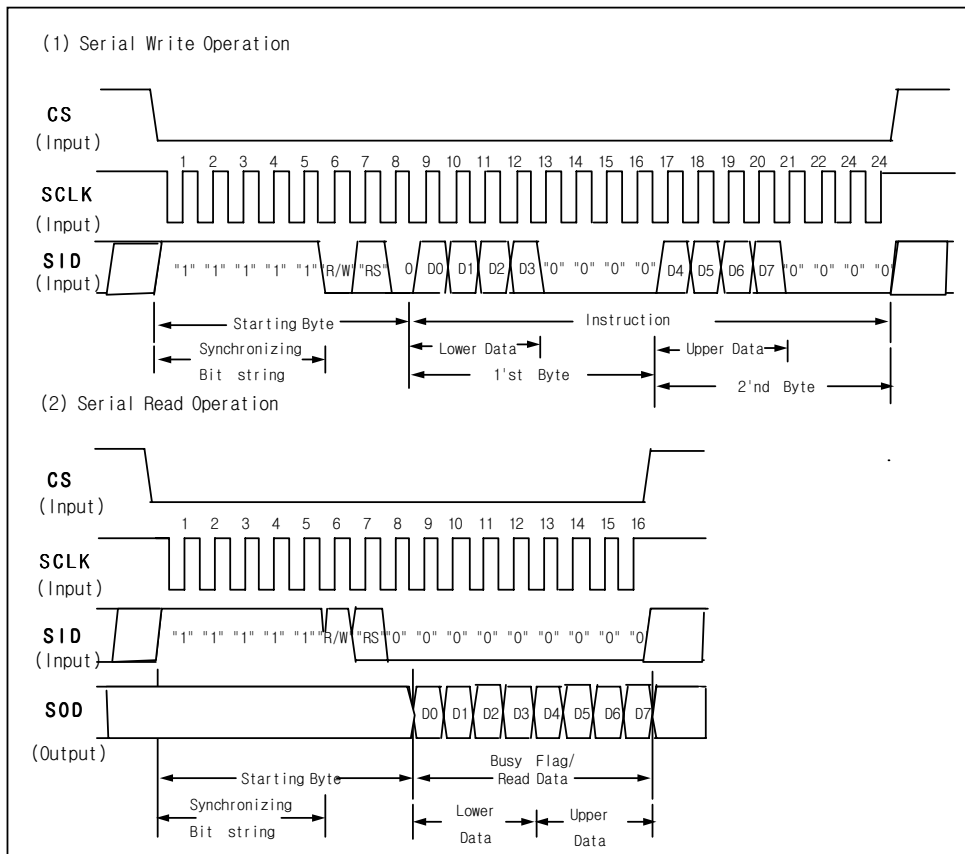 (1) Serial Write Operation
CS
(Input)
1 2 3 4 5 6 7 8 9 10 11 12 13 14 15 16 17 18 19 20 21 22 24 24
SCLK
(Input)
SID
(Input)
"1" "1" "1" "1" "1" "R/W" "RS" 0 D0 D1 D2 D3 "0" "0" "0" "0" D4 D5 D6 D7 "0" "0" "0" "0"
Starting Byte
Instruction
Synchronizing
Bit string
Lower Data
Upper Data
1'st Byte
2'nd Byte
(2) Serial Read Operation
CS
(Input)
1 2 3 4 5 6 7 8 9 10 11 12 13 14 15 16
SCLK
(Input)
SID
(Input)
"1" "1" "1" "1" "1" "R/W" "RS" "0" "0" "0" "0" "0" "0" "0" "0" "0
SOD
(Output)
D0 D1 D2 D3 D4 D5 D6 D7
Starting Byte
Busy Flag/
Read Data
Synchronizing
Bit string
Lower
Data
Upper
Data